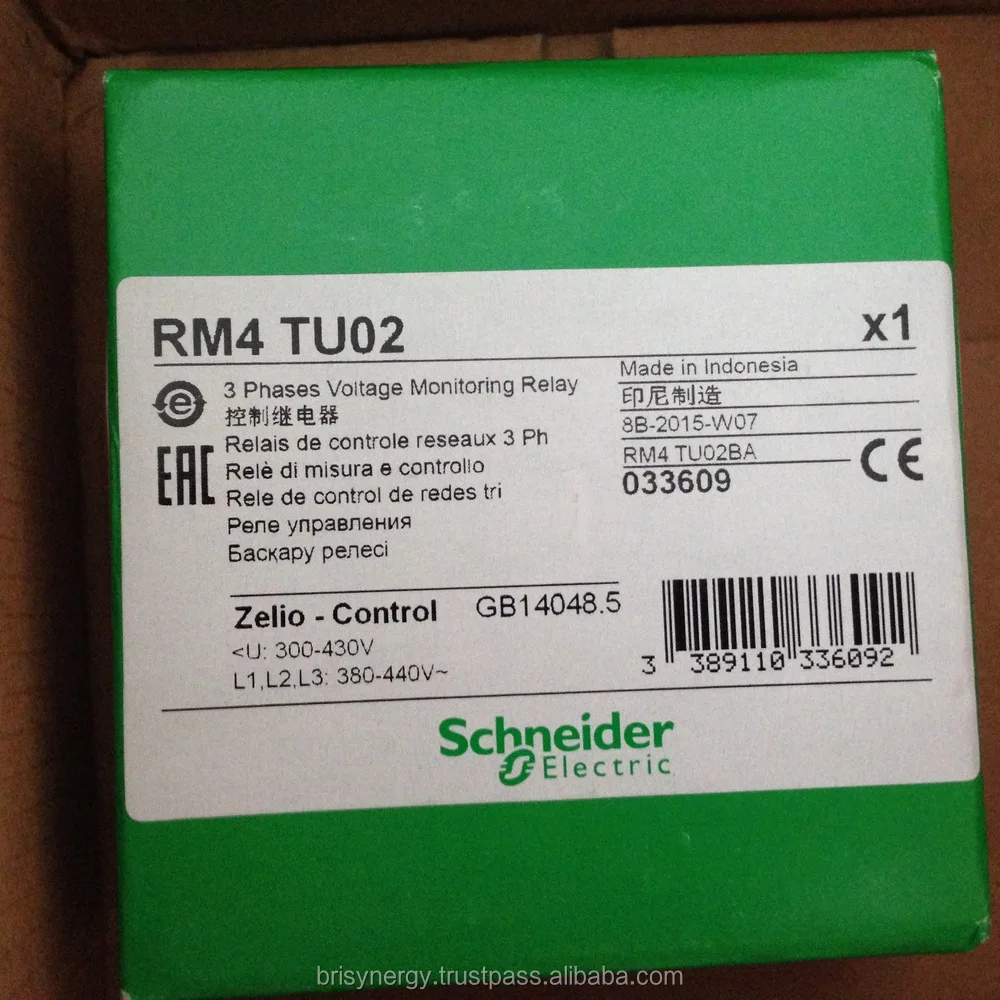 RM4 TU02
x1
3 Phases Voltage Monitoring Relay
控制继电器
Relais de controle reseaux 3 Ph
Relè di misura e controllo
Rele de control de redes tri
Реле управления
Басқару релесі
EAC
Made in Indonesia
印尼制造
8B-2015-W07
RM4 TU02BA
033609
CE
Zelio - Control GB14048.5
<U: 300-430V
L1,L2,L3: 380-440V~
3 389110 336092
Schneider
Electric
brisynergy.trustpass.alibaba.com